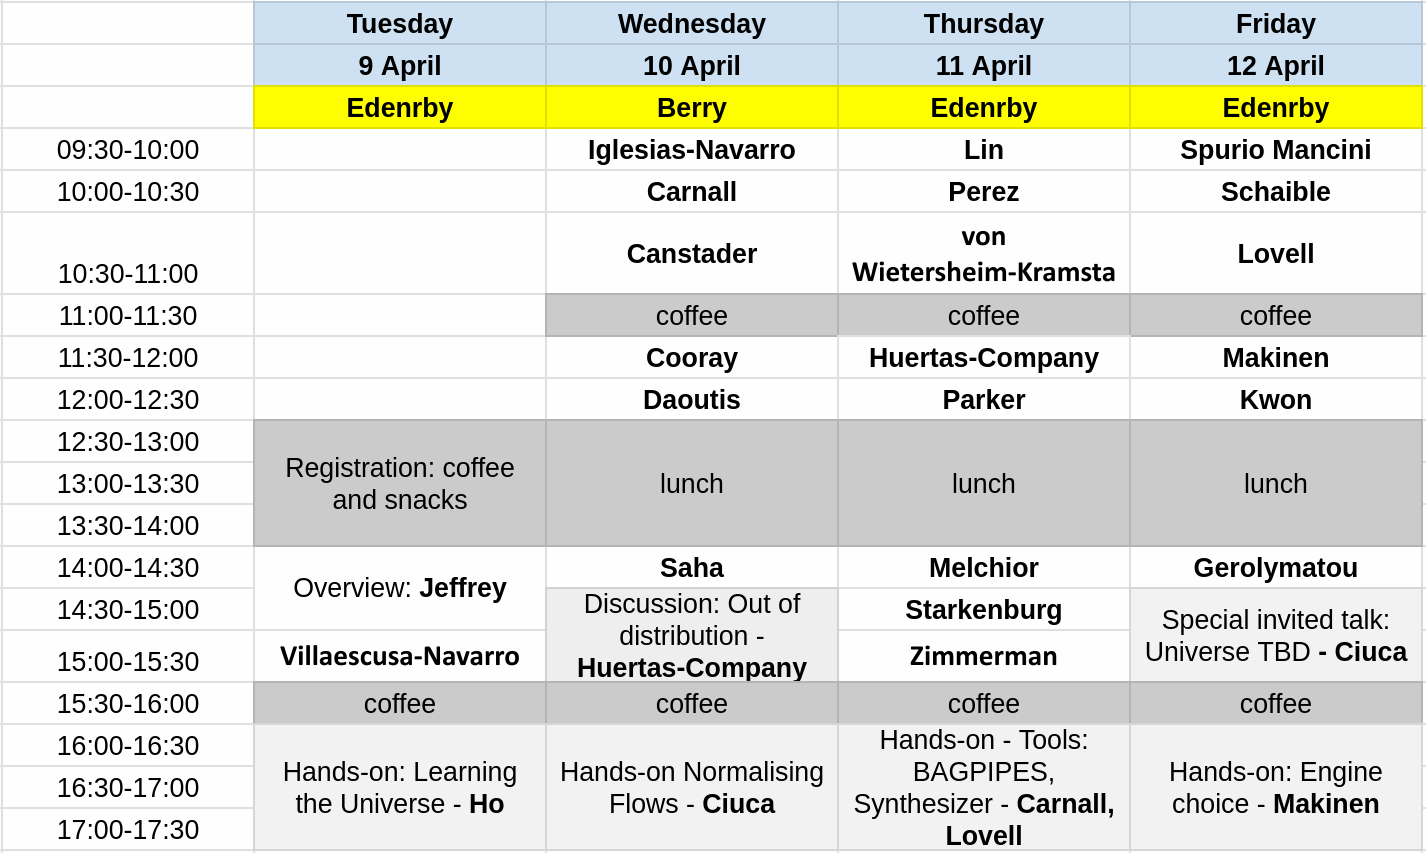 Tuesday Wednesday Thursday Friday
9 April 10 April 11 April 12 April
Edenrby Berry Edenrby Edenrby
09:30-10:00 Iglesias-Navarro Lin Spurio Mancini
10:00-10:30 Carnall Perez Schaible
10:30-11:00 Canstader von Lovell
Wietersheim-Kramsta
11:00-11:30 coffee coffee coffee
11:30-12:00 Cooray Huertas-Company Makinen
12:00-12:30 Daoutis Parker Kwon
12:30-13:00
13:00-13:30 Registration: coffee lunch lunch lunch
and snacks
13:30-14:00
14:00-14:30 Overview: Jeffrey Saha Melchior Gerolymatou
14:30-15:00 Discussion: Out of Starkenburg Special invited talk:
distribution - Universe TBD - Ciuca
15:00-15:30 Villaescusa-Navarro Huertas-Company Zimmerman
15:30-16:00 coffee coffee coffee coffee
16:00-16:30 Hands-on - Tools:
16:30-17:00 Hands-on: Learning Hands-on Normalising BAGPIPES, Hands-on: Engine
the Universe - Ho Flows - Ciuca Synthesizer - Carnall, choice - Makinen
17:00-17:30 Lovell